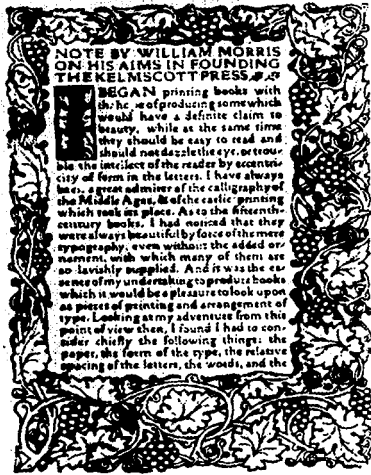 NOTE BY WILLIAM MORRIS
ON HIS AIMS IN FOUNDING
THE KELMSCOTT PRESS
I BEGAN printing books with
the hope of producing some which
would have a definite claim to
beauty, while at the same time
they should be easy to read and
should not dazzle the eye, or trou-
ble the intellect of the reader by eccentri-
city of form in the letters. I have always
been a great admirer of the calligraphy of
the Middle Ages, & of the earlier printing
which took its place. As to the fifteenth-
century books, I had noticed that they
were always beautiful by force of the mere
typography, even without the added or-
nament, with which many of them are
so lavishly supplied. And it was the es-
sence of my undertaking to produce books
which it would be a pleasure to look upon
as pieces of printing and arrangement of
type. Looking at my adventure from this
point of view then, I found I had to con-
sider chiefly the following things: the
paper, the form of the type, the relative
spacing of the letters, the words, and the